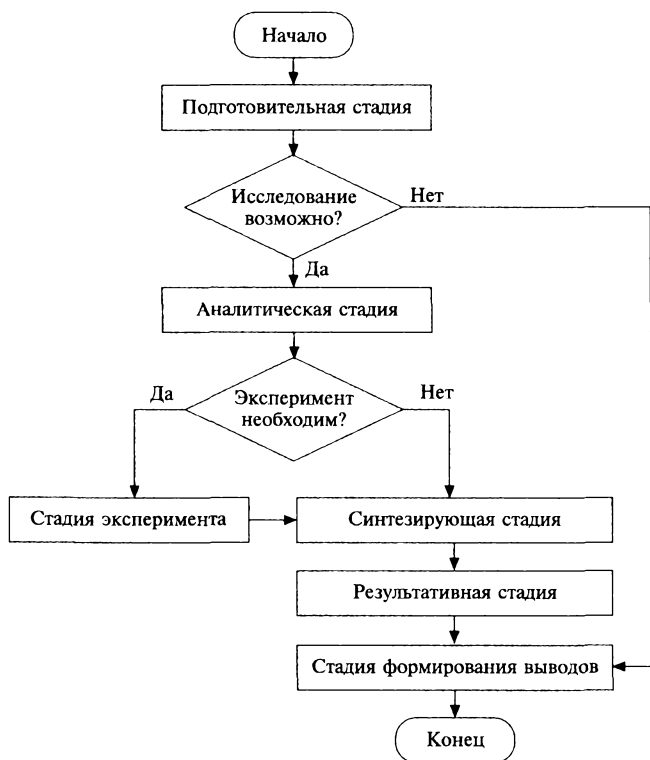 Начало
Подготовительная стадия
Исследование
возможно?
Нет
Да
Аналитическая стадия
Да
Эксперимент
необходим?
Нет
Стадия эксперимента
Синтезирующая стадия
Результативная стадия
Стадия формирования выводов
Конец